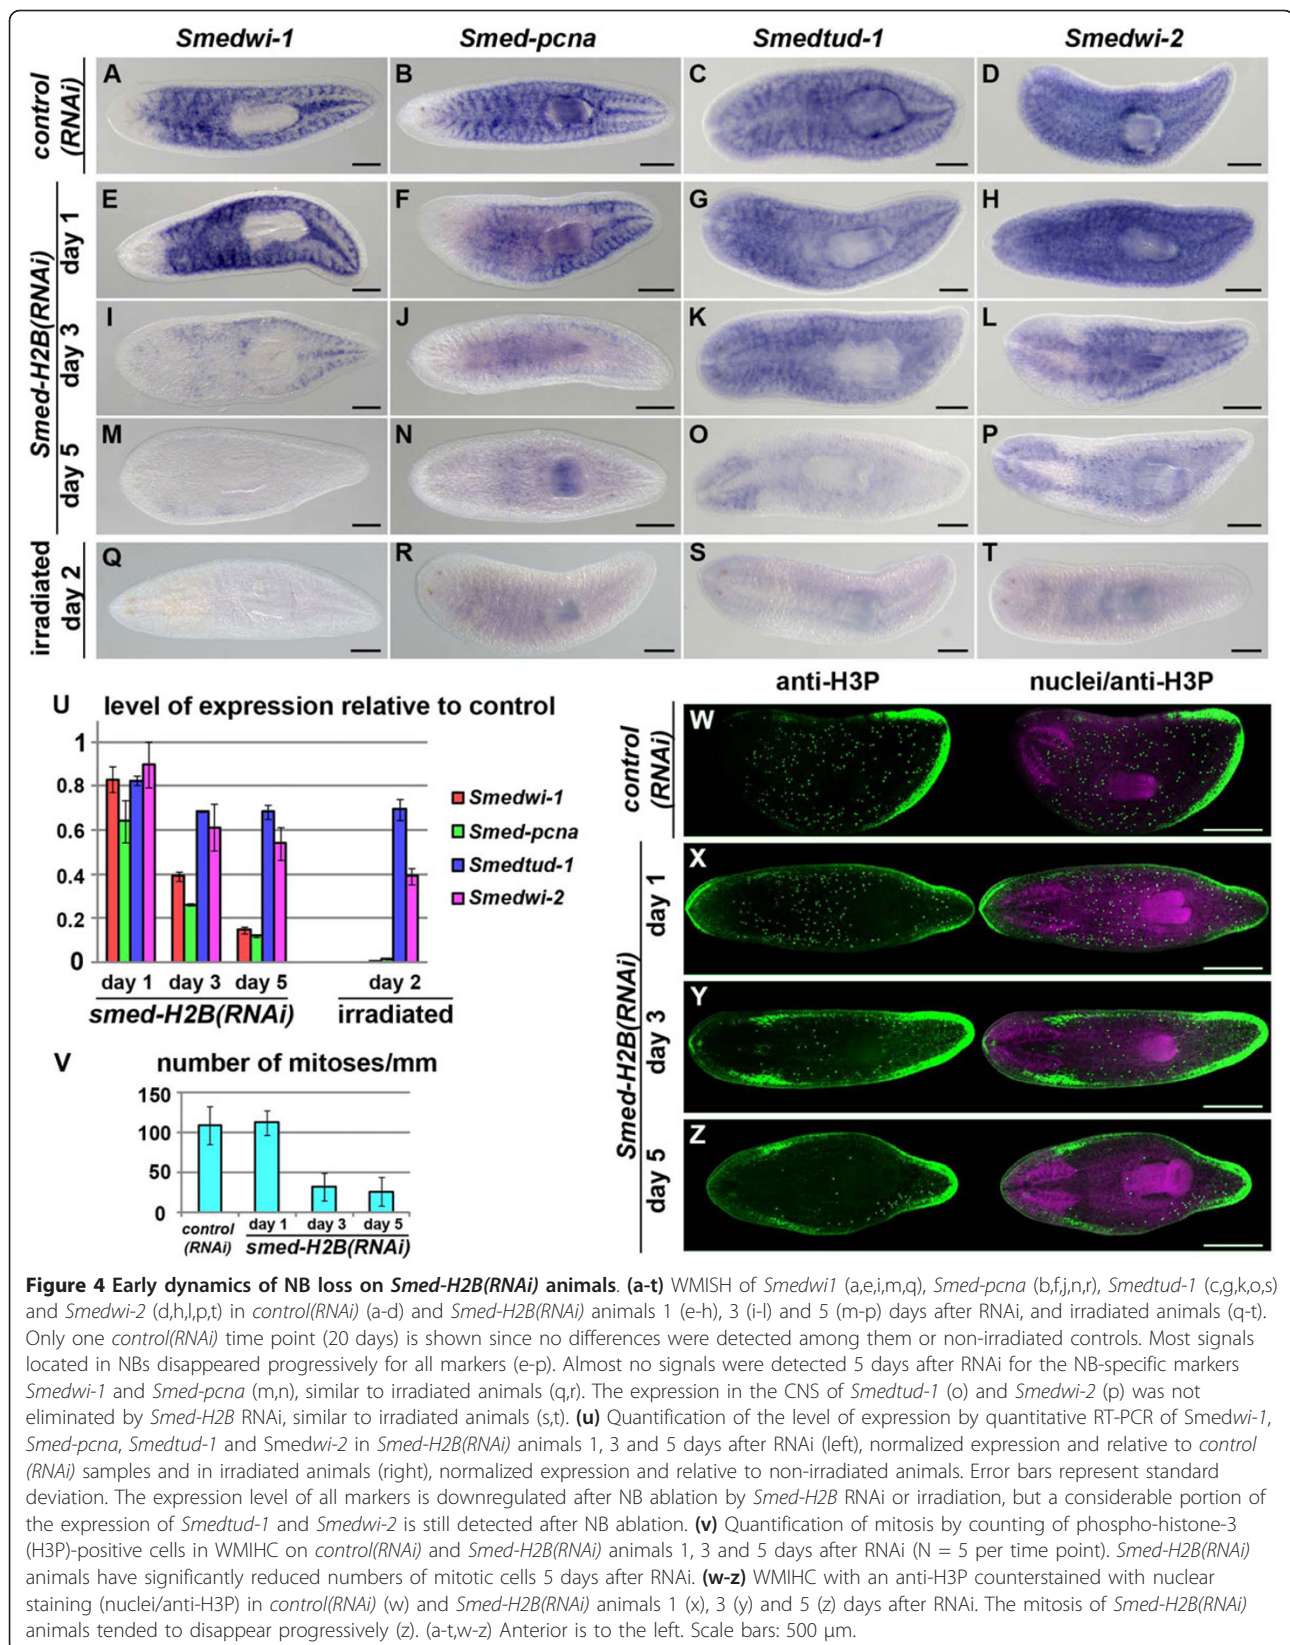 Smedwi-1 Smed-pcna Smedtud-1 Smedwi-2
control (RNAi)
A B C D
Smed-H2B(RNAi)
day 1
E F G H
day 3
I J K L
day 5
M N O P
irradiated day 2
Q R S T
U level of expression relative to control
1
0.8
0.6
0.4
0.2
0
Smedwi-1
Smed-pcna
Smedtud-1
Smedwi-2
day 1 day 3 day 5 day 2
smed-H2B(RNAi) irradiated
V number of mitoses/mm
150
100
50
0
control (RNAi)
day 1 day 3 day 5
smed-H2B(RNAi)
anti-H3P nuclei/anti-H3P
control (RNAi)
W
Smed-H2B(RNAi)
day 1
X
day 3
Y
day 5
Z
Figure 4 Early dynamics of NB loss on Smed-H2B(RNAi) animals. (a-t) WMISH of Smedwi1 (a,e,i,m,q), Smed-pcna (b,f,j,n,r), Smedtud-1 (c,g,k,o,s)
and Smedwi-2 (d,h,l,p,t) in control(RNAi) (a-d) and Smed-H2B(RNAi) animals 1 (e-h), 3 (i-l) and 5 (m-p) days after RNAi, and irradiated animals (q-t).
Only one control(RNAi) time point (20 days) is shown since no differences were detected among them or non-irradiated controls. Most signals
located in NBs disappeared progressively for all markers (e-p). Almost no signals were detected 5 days after RNAi for the NB-specific markers
Smedwi-1 and Smed-pcna (m,n), similar to irradiated animals (q,r). The expression in the CNS of Smedtud-1 (o) and Smedwi-2 (p) was not
eliminated by Smed-H2B RNAi, similar to irradiated animals (s,t). (u) Quantification of the level of expression by quantitative RT-PCR of Smedwi-1,
Smed-pcna, Smedtud-1 and Smedwi-2 in Smed-H2B(RNAi) animals 1, 3 and 5 days after RNAi (left), normalized expression and relative to control
(RNAi) samples and in irradiated animals (right), normalized expression and relative to non-irradiated animals. Error bars represent standard
deviation. The expression level of all markers is downregulated after NB ablation by Smed-H2B RNAi or irradiation, but a considerable portion of
the expression of Smedtud-1 and Smedwi-2 is still detected after NB ablation. (v) Quantification of mitosis by counting of phospho-histone-3
(H3P)-positive cells in WMIHC on control(RNAi) and Smed-H2B(RNAi) animals 1, 3 and 5 days after RNAi (N = 5 per time point). Smed-H2B(RNAi)
animals have significantly reduced numbers of mitotic cells 5 days after RNAi. (w-z) WMIHC with an anti-H3P counterstained with nuclear
staining (nuclei/anti-H3P) in control(RNAi) (w) and Smed-H2B(RNAi) animals 1 (x), 3 (y) and 5 (z) days after RNAi. The mitosis of Smed-H2B(RNAi)
animals tended to disappear progressively (z). (a-t,w-z) Anterior is to the left. Scale bars: 500 μm.